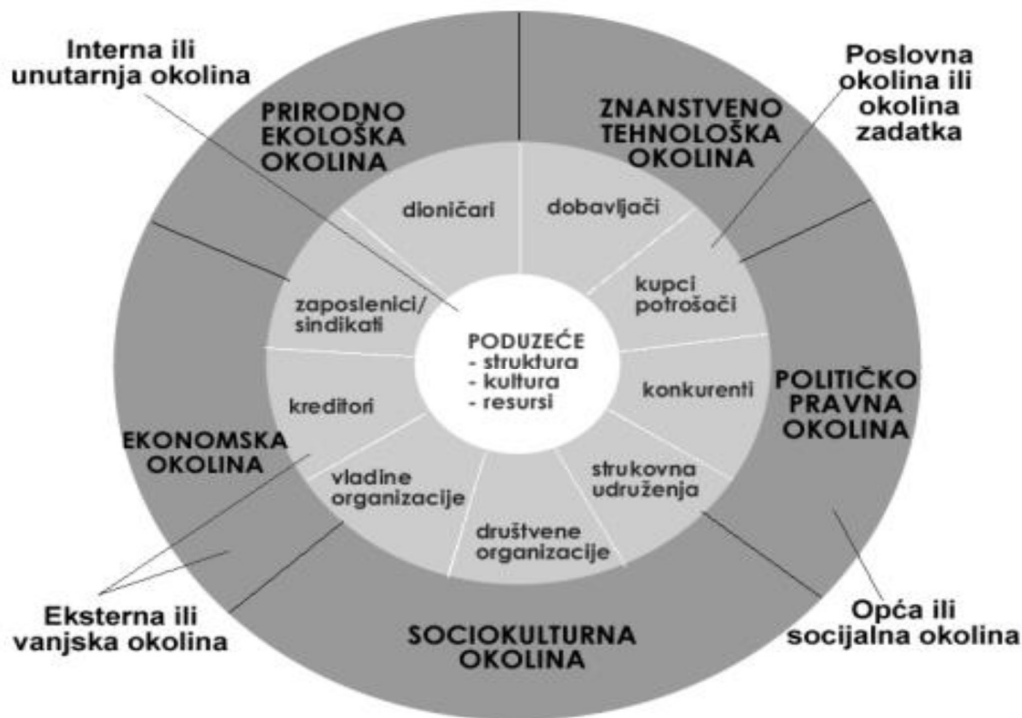 Interna ili
unutarnja okolina
Poslovna
okolina ili
okolina
zadatka
PRIRODNO
EKOLOŠKA
OKOLINA
ZNANSTVENO
TEHNOLOŠKA
OKOLINA
dioničari
dobavljači
zaposlenici/
sindikati
kupci
potrošači
PODUZEĆE
- struktura
- kultura
- resursi
kreditori
konkurenti
POLITIČKO
PRAVNA
OKOLINA
EKONOMSKA
OKOLINA
vladine
organizacije
strukovna
udruženja
društvene
organizacije
Eksterna ili
vanjska okolina
SOCIOKULTURNA
OKOLINA
Opća ili
socijalna okolina